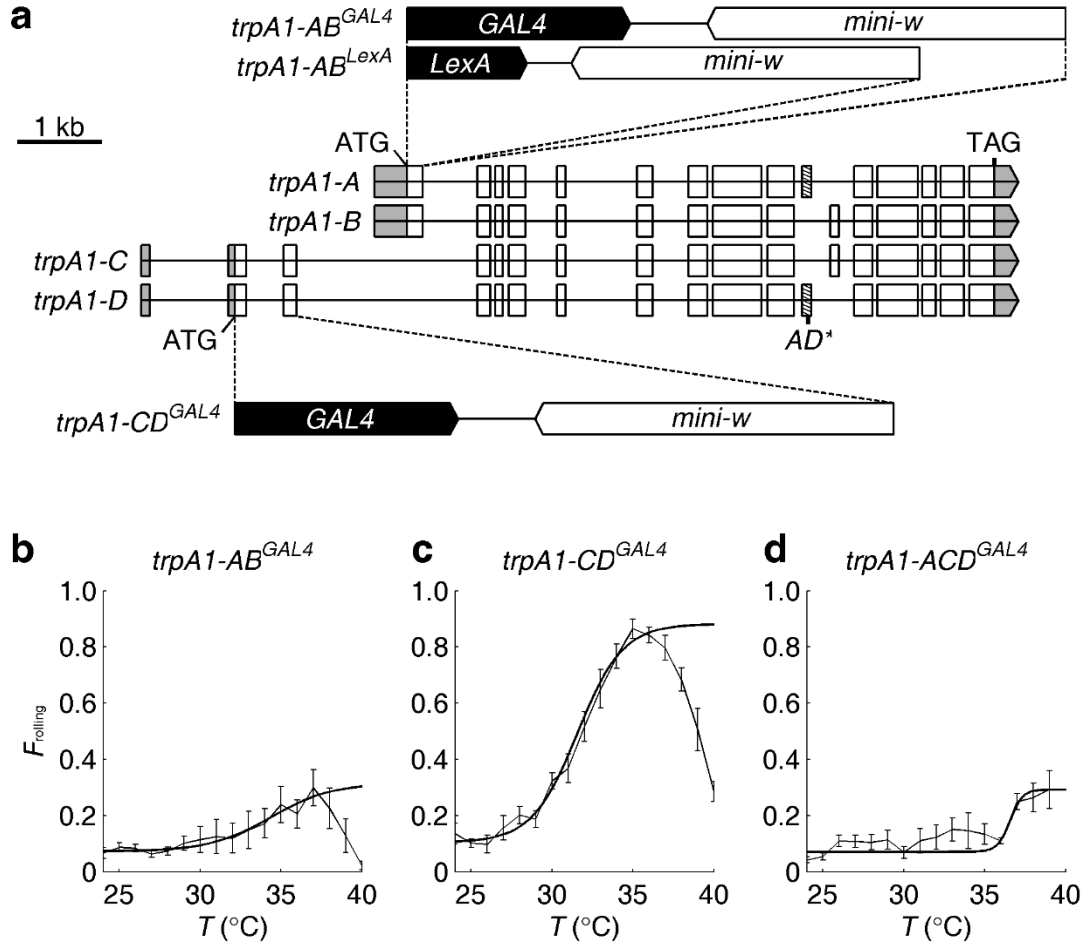 a
trpA1-AB^GAL4 GAL4 mini-w
trpA1-AB^LexA LexA mini-w
1 kb
ATG TAG
trpA1-A
trpA1-B
trpA1-C
trpA1-D
ATG AD*
trpA1-CD^GAL4 GAL4 mini-w
b trpA1-AB^GAL4 c trpA1-CD^GAL4 d trpA1-ACD^GAL4
1.0 1.0 1.0
0.8 0.8 0.8
0.6 0.6 0.6
0.4 0.4 0.4
0.2 0.2 0.2
0 0 0
F_rolling
25 30 35 40 25 30 35 40 25 30 35 40
T (°C) T (°C) T (°C)